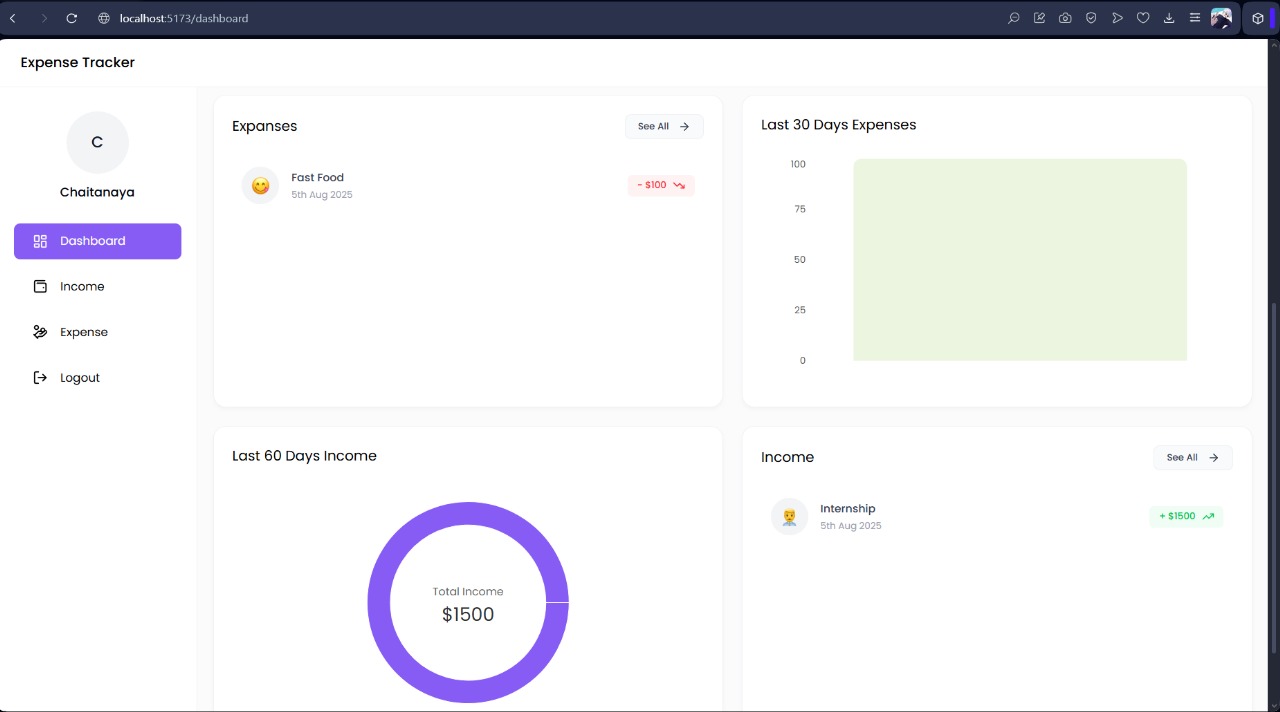 localhost:5173/dashboard
Expense Tracker
C
Chaitanaya
Dashboard
Income
Expense
Logout
Expanses
See All
Fast Food
5th Aug 2025
- $100
Last 30 Days Expenses
100
75
50
25
0
Last 60 Days Income
Total Income
$1500
Income
See All
Internship
5th Aug 2025
+ $1500